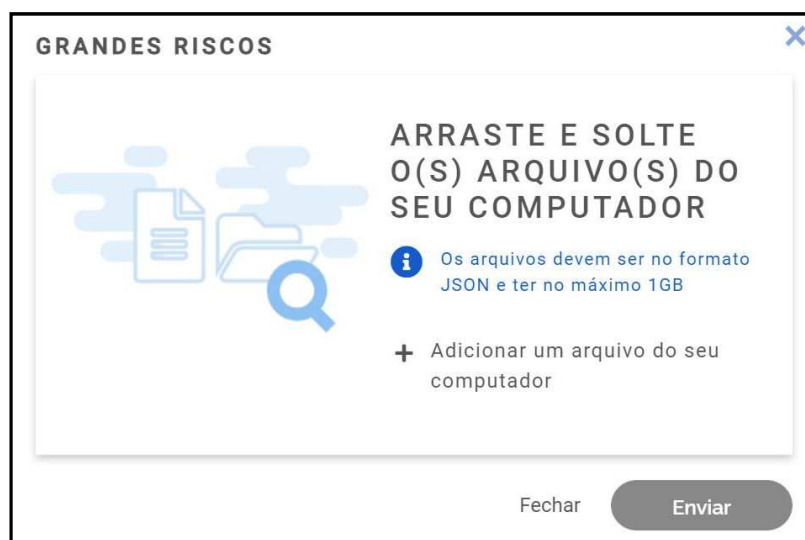 GRANDES RISCOS
ARRASTE E SOLTE
O(S) ARQUIVO(S) DO
SEU COMPUTADOR
Os arquivos devem ser no formato
JSON e ter no máximo 1GB
+ Adicionar um arquivo do seu
computador
Fechar
Enviar